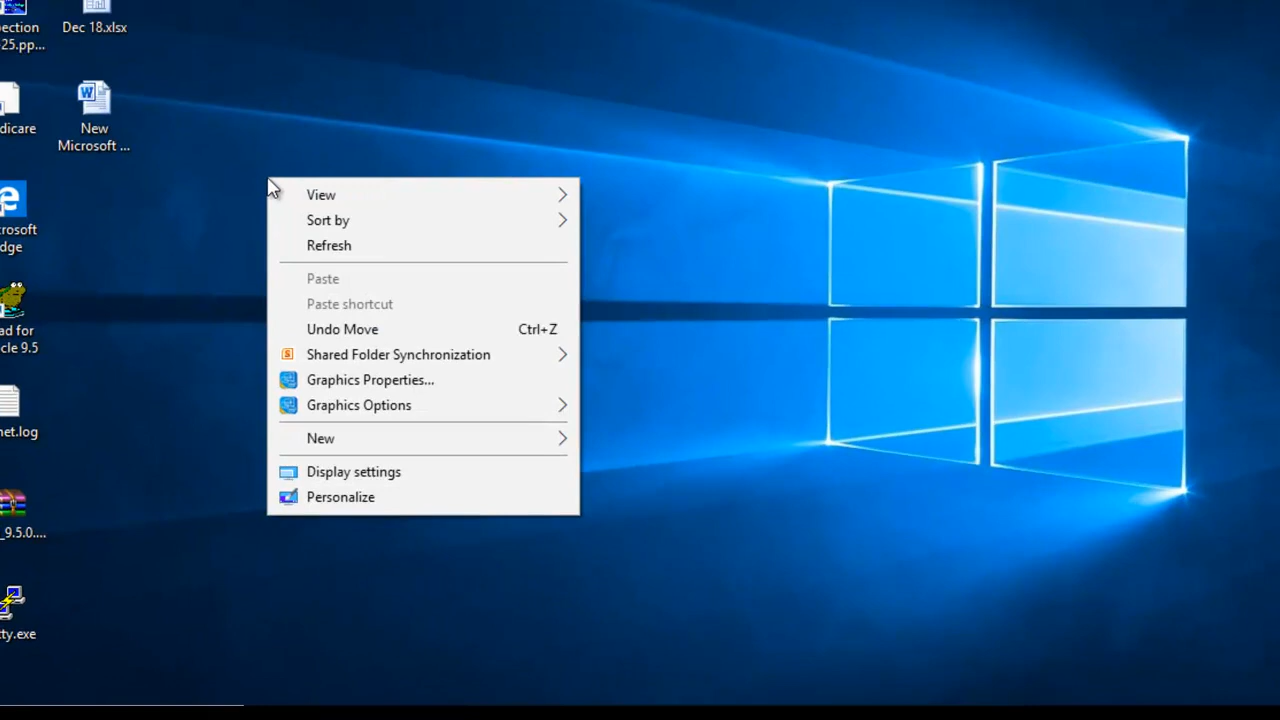 ection
25.pp...
Dec 18.xlsx
dicare
New
Microsoft ...
rosoft
dge
ad for
cle 9.5
net.log
_9.5.0....
ty.exe
View
Sort by
Refresh
Paste
Paste shortcut
Undo Move Ctrl+Z
Shared Folder Synchronization
Graphics Properties...
Graphics Options
New
Display settings
Personalize